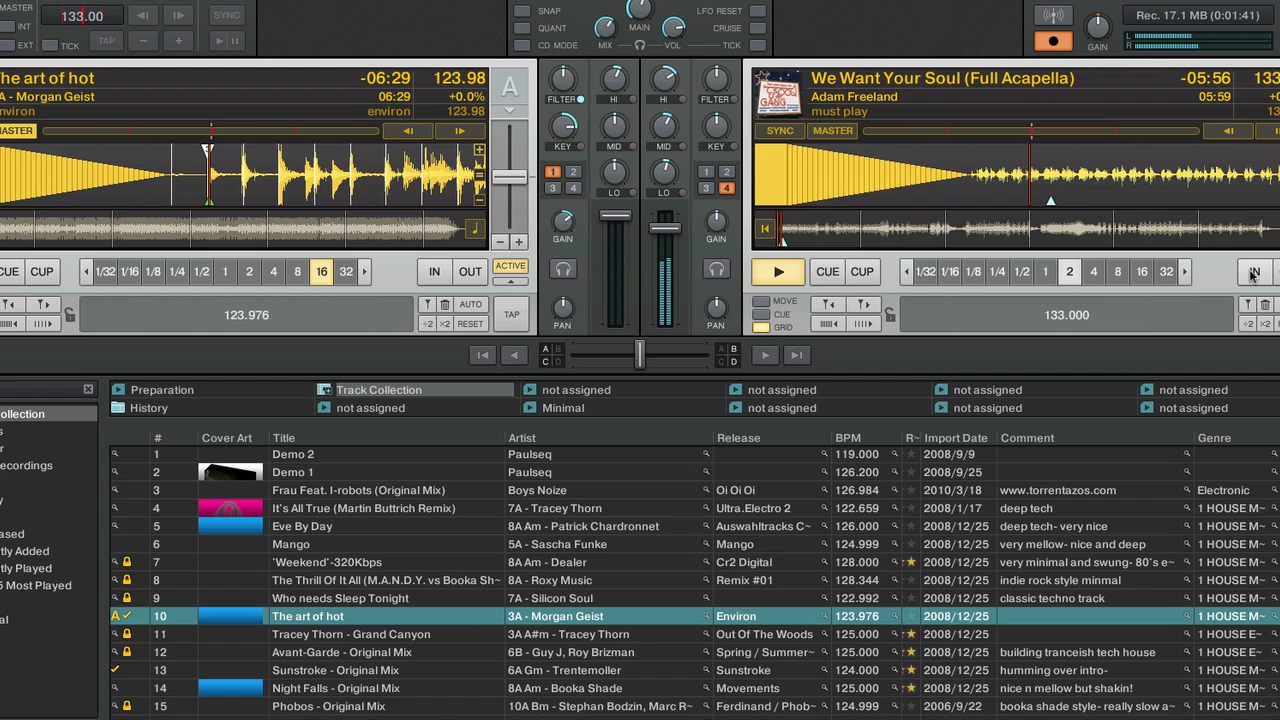 MASTER
INT
EXT
133.00
TICK
TAP
SYNC
SNAP
QUANT
CD MODE
MIX
MAIN
VOL
LFO RESET
CRUISE
TICK
GAIN
Rec. 17.1 MB (0:01:41)
L
R
The art of hot
-06:29
123.98
A - Morgan Geist
06:29
+0.0%
environ
environ
123.98
MASTER
A
CUE CUP
1/32 1/16 1/8 1/4 1/2 1 2 4 8 16 32
IN OUT
ACTIVE
123.976
AUTO
÷2 ×2 RESET
TAP
FILTER HI HI FILTER
KEY MID MID KEY
1 2
3 4
LO LO
1 2
3 4
GAIN GAIN
PAN PAN
We Want Your Soul (Full Acapella)
-05:56
133
Adam Freeland
05:59
+0
must play
133
SYNC MASTER
CUE CUP
1/32 1/16 1/8 1/4 1/2 1 2 4 8 16 32
IN
MOVE
CUE
GRID
133.000
÷2 ×2
A B
C D
A B
C D
Preparation Track Collection not assigned not assigned not assigned not assigned
History not assigned Minimal not assigned not assigned not assigned
ollection
s
r
ecordings
y
ased
tly Added
tly Played
5 Most Played
al
# Cover Art Title Artist Release BPM R~ Import Date Comment Genre
1 Demo 2 Paulseq 119.000 2008/9/9
2 Demo 1 Paulseq 126.200 2008/9/25
3 Frau Feat. I-robots (Original Mix) Boys Noize Oi Oi Oi 126.984 2010/3/18 www.torrentazos.com Electronic
4 It's All True (Martin Buttrich Remix) 7A - Tracey Thorn Ultra.Electro 2 122.659 2008/1/17 deep tech 1 HOUSE M~
5 Eve By Day 8A Am - Patrick Chardronnet Auswahltracks C~ 126.000 2008/12/25 deep tech- very nice 1 HOUSE M~
6 Mango 5A - Sascha Funke Mango 124.999 2008/12/25 very mellow- nice and deep 1 HOUSE M~
7 'Weekend'-320Kbps 8A Am - Dealer Cr2 Digital 128.000 2008/12/25 very minimal and swung- 80's e~ 1 HOUSE M~
8 The Thrill Of It All (M.A.N.D.Y. vs Booka Sh~ 8A - Roxy Music Remix #01 128.344 2008/12/25 indie rock style minmal 1 HOUSE M~
9 Who needs Sleep Tonight 7A - Silicon Soul 122.992 2008/12/25 classic techno track 1 HOUSE M~
A 10 The art of hot 3A - Morgan Geist Environ 123.976 2008/12/25 1 HOUSE M~
11 Tracey Thorn - Grand Canyon 3A A#m - Tracey Thorn Out Of The Woods 125.000 2008/12/25 1 HOUSE E~
12 Avant-Garde - Original Mix 6B - Guy J, Roy Brizman Spring / Summer~ 125.000 2008/12/25 building tranceish tech house 1 HOUSE E~
13 Sunstroke - Original Mix 6A Gm - Trentemoller Sunstroke 124.000 2008/12/25 humming over intro- 1 HOUSE M~
14 Night Falls - Original Mix 8A Am - Booka Shade Movements 125.000 2008/12/25 nice n mellow but shakin! 1 HOUSE M~
15 Phobos - Original Mix 10A Bm - Stephan Bodzin, Marc R~ Ferdinand / Phob~ 124.999 2006/9/22 booka shade style- really slow a~ 1 HOUSE M~